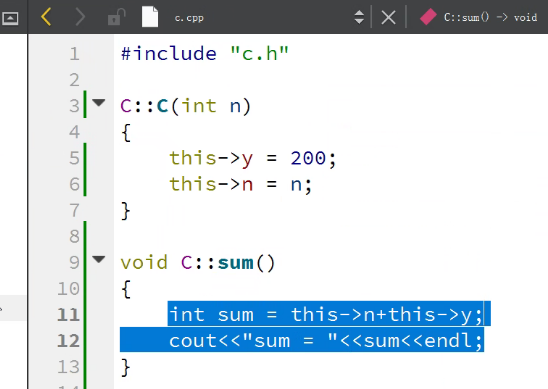 c.cpp C::sum() -> void
1 #include "c.h"
2
3 C::C(int n)
4 {
5 this->y = 200;
6 this->n = n;
7 }
8
9 void C::sum()
10 {
11 int sum = this->n+this->y;
12 cout<<"sum = "<<sum<<endl;
13 }